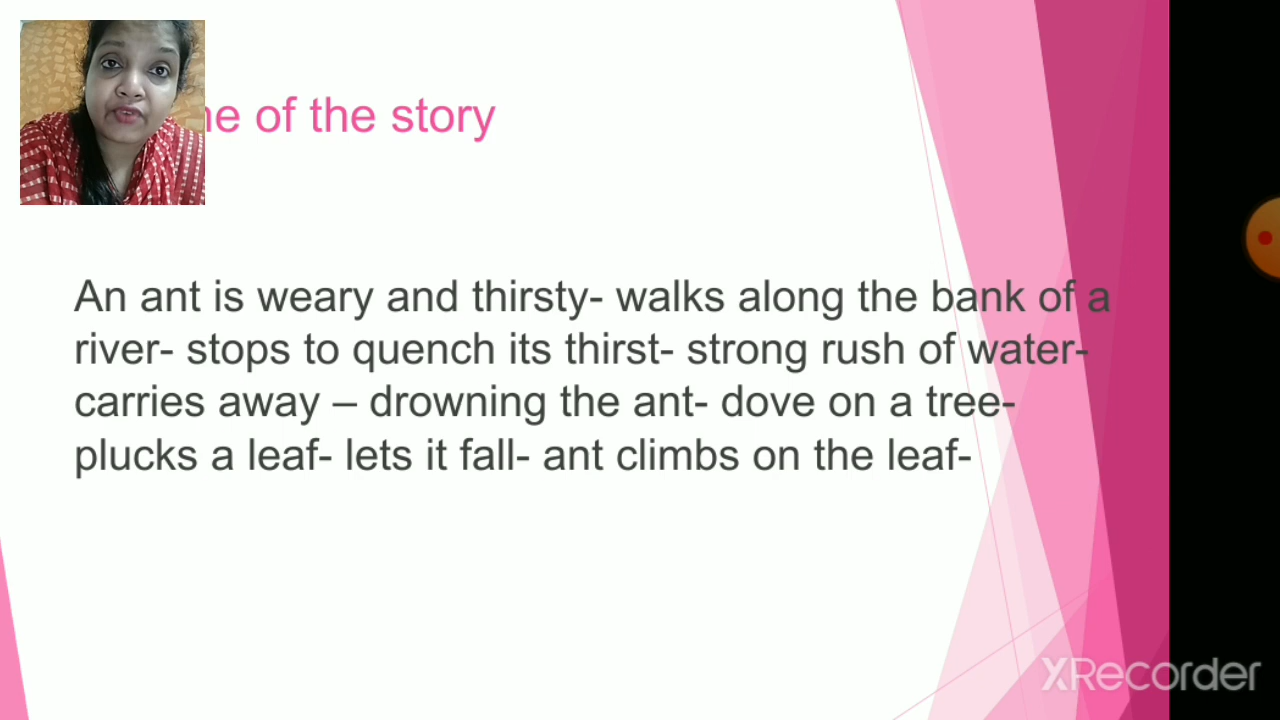 of the story
An ant is weary and thirsty- walks along the bank of a
river- stops to quench its thirst- strong rush of water-
carries away – drowning the ant- dove on a tree-
plucks a leaf- lets it fall- ant climbs on the leaf-
XRecorder